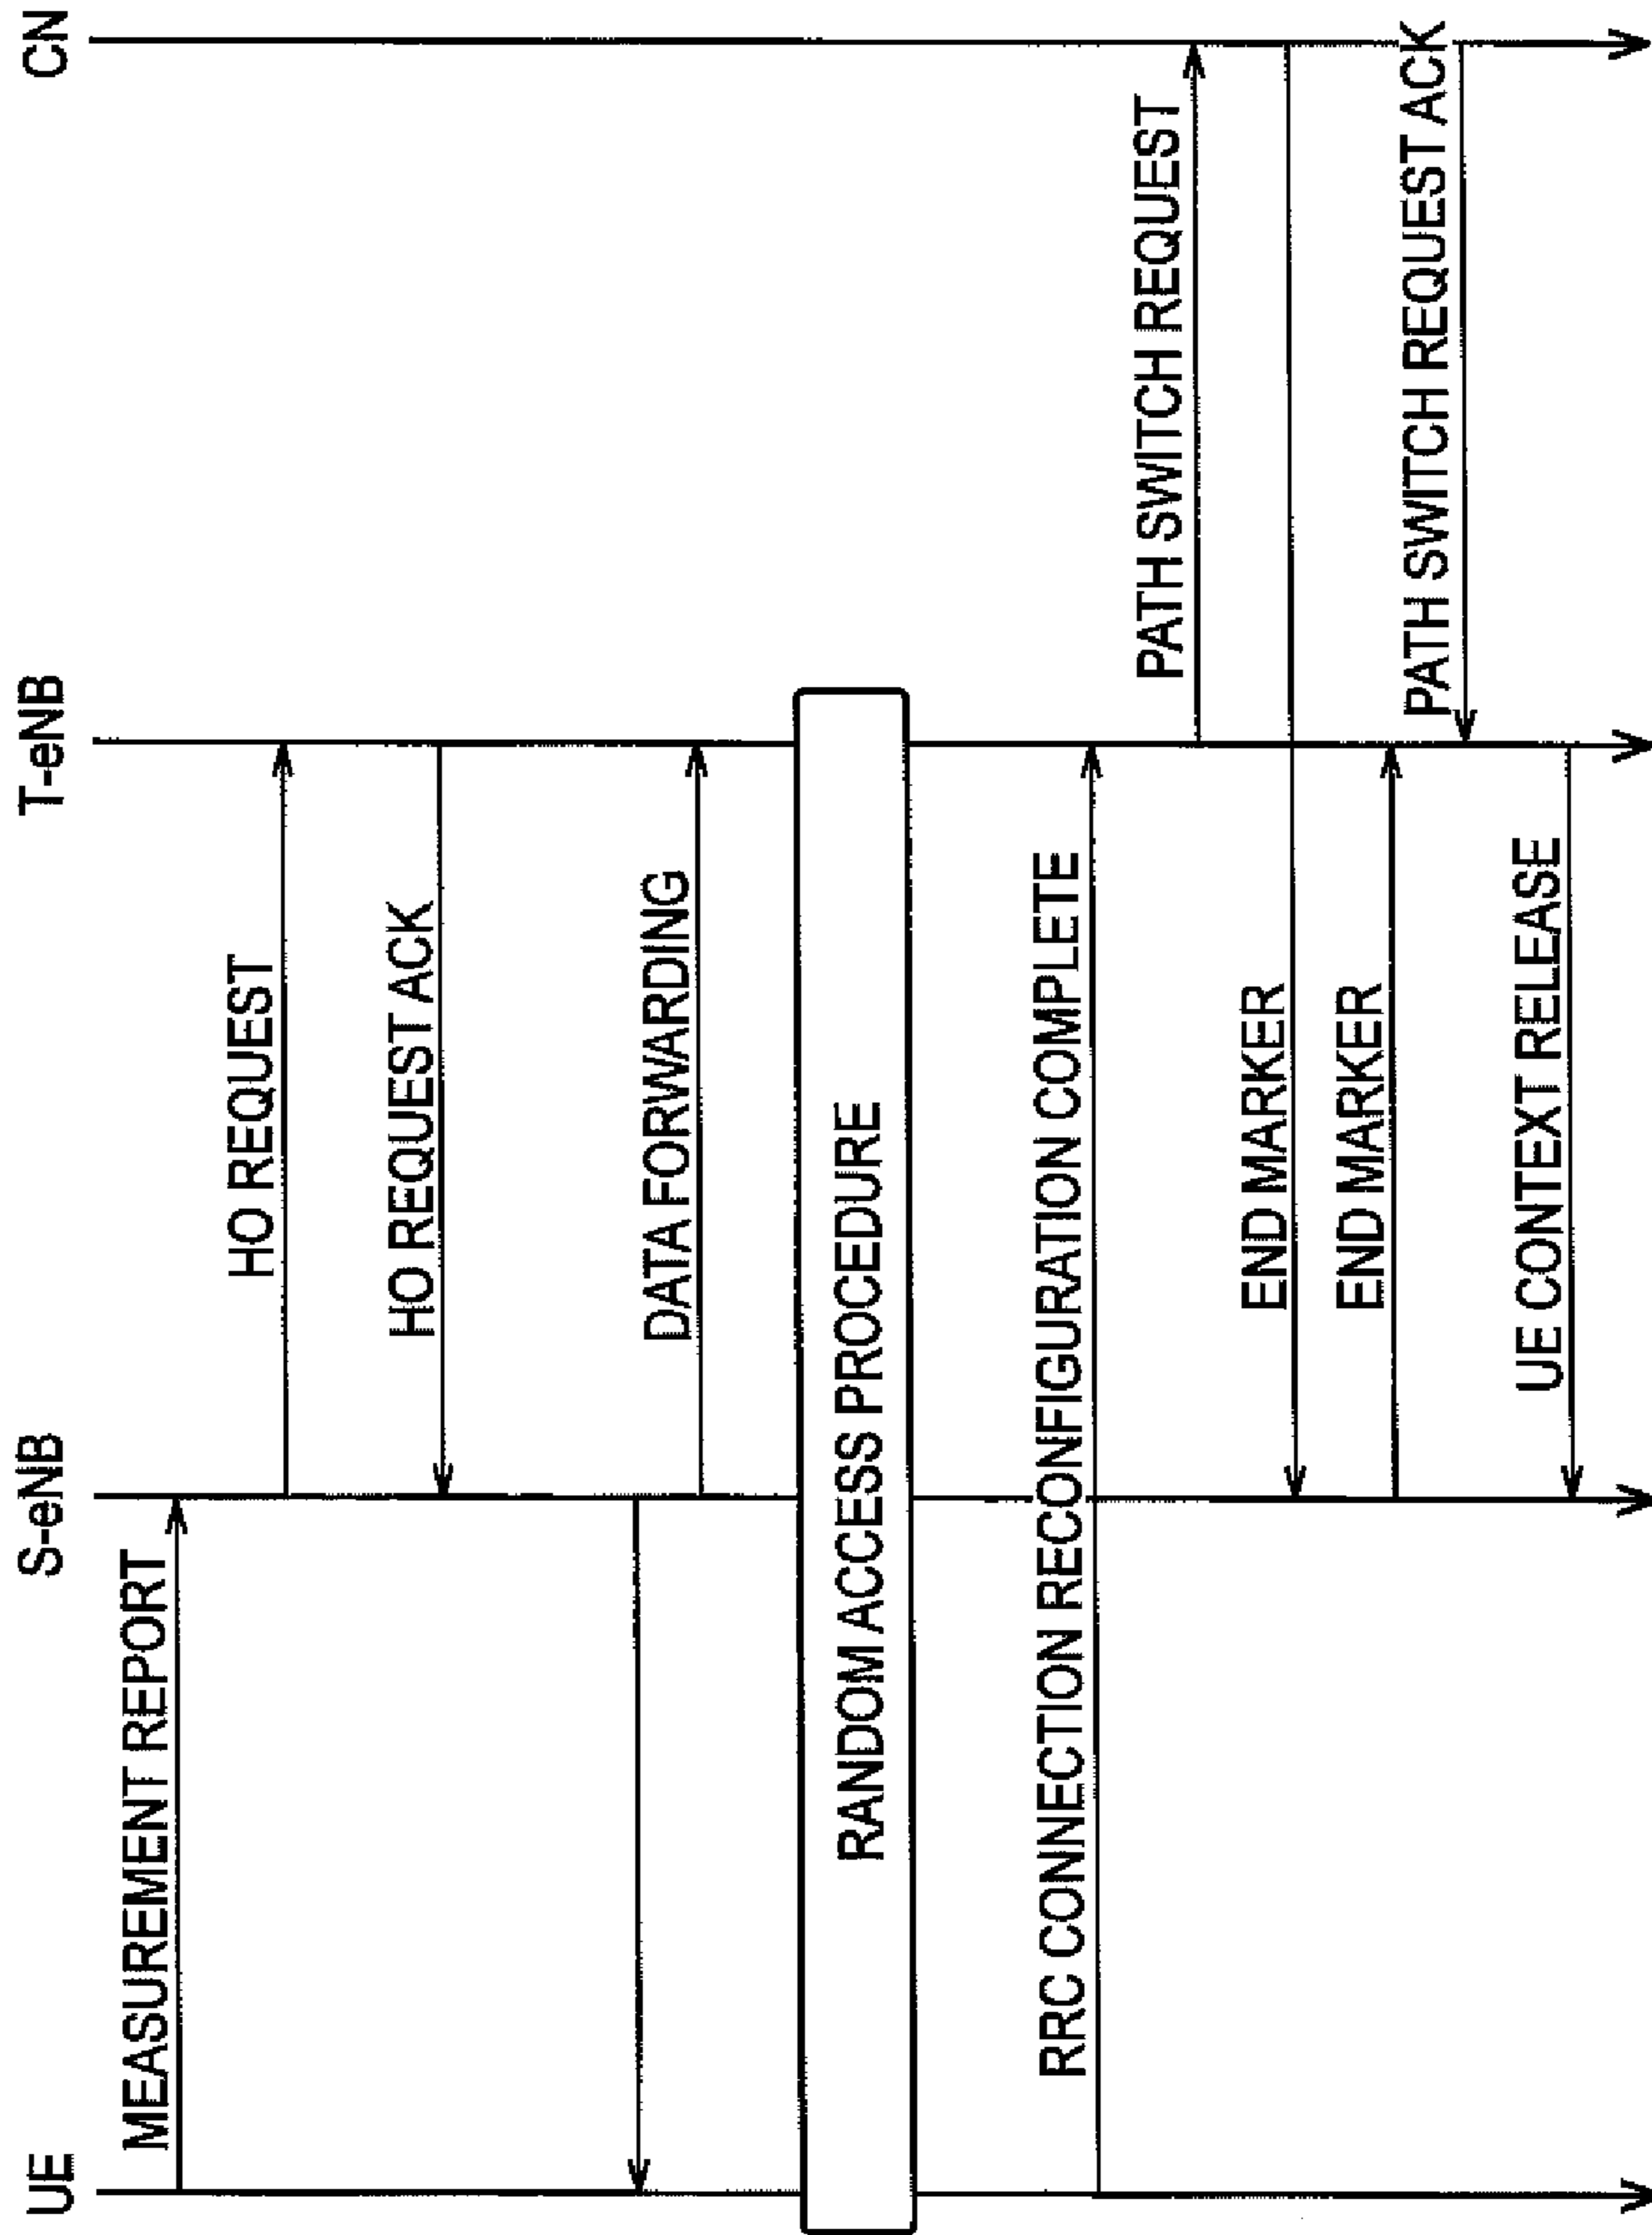 UE
S-eNB
T-eNB
CN
MEASUREMENT REPORT
HO REQUEST
HO REQUEST ACK
DATA FORWARDING
RANDOM ACCESS PROCEDURE
RRC CONNECTION RECONFIGURATION COMPLETE
PATH SWITCH REQUEST
END MARKER
END MARKER
PATH SWITCH REQUEST ACK
UE CONTEXT RELEASE